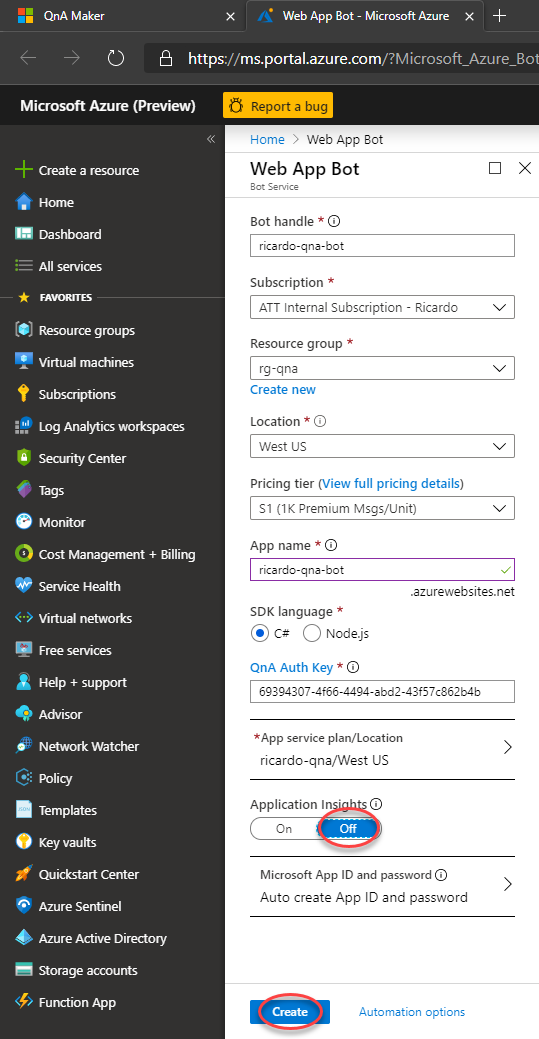 QnA Maker
Web App Bot - Microsoft Azure
https://ms.portal.azure.com/?Microsoft_Azure_Bot
Microsoft Azure (Preview)
Report a bug
Create a resource
Home
Dashboard
All services
FAVORITES
Resource groups
Virtual machines
Subscriptions
Log Analytics workspaces
Security Center
Tags
Monitor
Cost Management + Billing
Service Health
Virtual networks
Free services
Help + support
Advisor
Network Watcher
Policy
Templates
Key vaults
Quickstart Center
Azure Sentinel
Azure Active Directory
Storage accounts
Function App
Home > Web App Bot
Web App Bot
Bot Service
Bot handle *
ricardo-qna-bot
Subscription *
ATT Internal Subscription - Ricardo
Resource group *
rg-qna
Create new
Location *
West US
Pricing tier (View full pricing details)
S1 (1K Premium Msgs/Unit)
App name *
ricardo-qna-bot
.azurewebsites.net
SDK language *
C# Node.js
QnA Auth Key *
69394307-4f66-4494-abd2-43f57c862b4b
*App service plan/Location
ricardo-qna/West US
Application Insights
On Off
Microsoft App ID and password
Auto create App ID and password
Create
Automation options